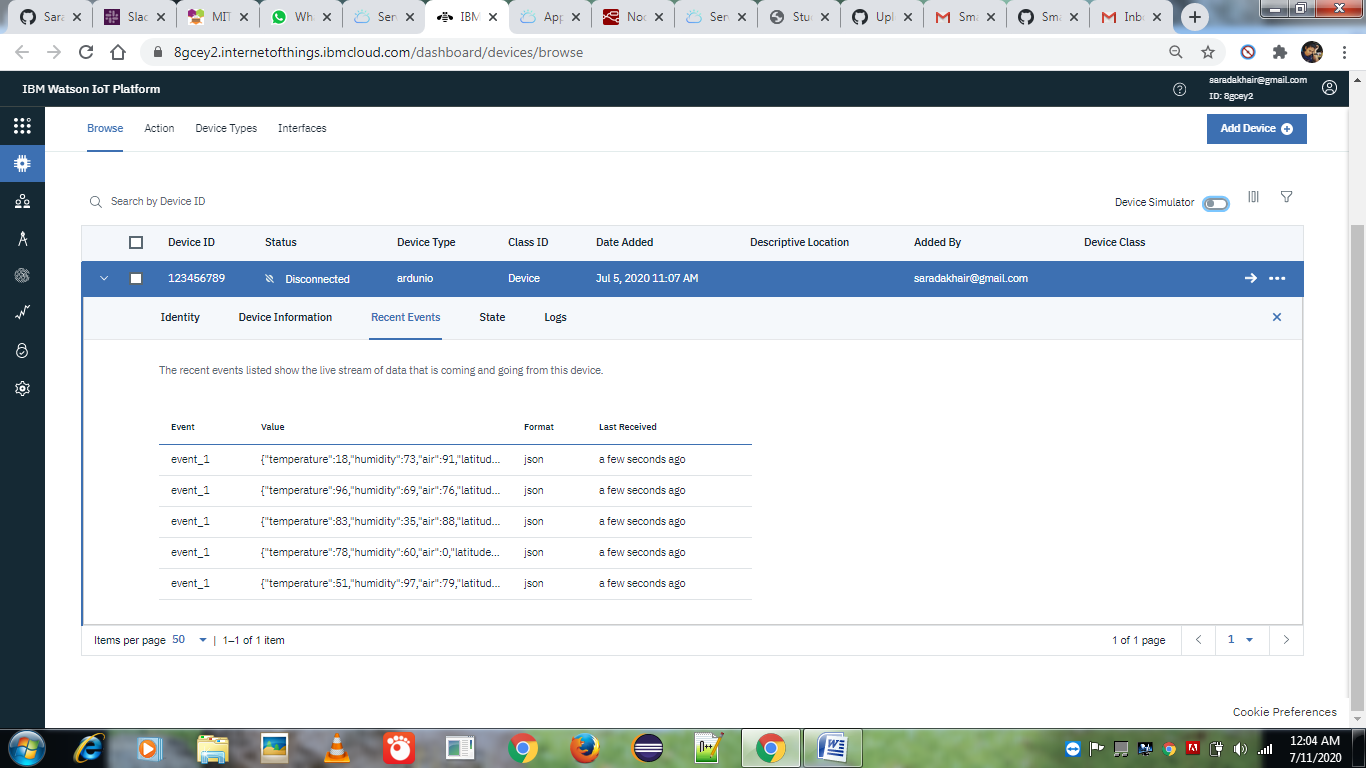 Sara
Slac
MIT
Wha
Serv
IBM
App
Nod
Serv
Stud
Upl
Sma
Sma
Inb
8gcey2.internetofthings.ibmcloud.com/dashboard/devices/browse
IBM Watson IoT Platform
saradakhair@gmail.com
ID: 8gcey2
Browse Action Device Types Interfaces
Add Device
Search by Device ID
Device Simulator
Device ID Status Device Type Class ID Date Added Descriptive Location Added By Device Class
123456789 Disconnected ardunio Device Jul 5, 2020 11:07 AM saradakhair@gmail.com
Identity Device Information Recent Events State Logs
The recent events listed show the live stream of data that is coming and going from this device.
Event Value Format Last Received
event_1 {"temperature":18,"humidity":73,"air":91,"latitud... json a few seconds ago
event_1 {"temperature":96,"humidity":69,"air":76,"latitud... json a few seconds ago
event_1 {"temperature":83,"humidity":35,"air":88,"latitud... json a few seconds ago
event_1 {"temperature":78,"humidity":60,"air":0,"latitude... json a few seconds ago
event_1 {"temperature":51,"humidity":97,"air":79,"latitud... json a few seconds ago
Items per page 50 | 1–1 of 1 item
1 of 1 page 1
Cookie Preferences
12:04 AM
7/11/2020